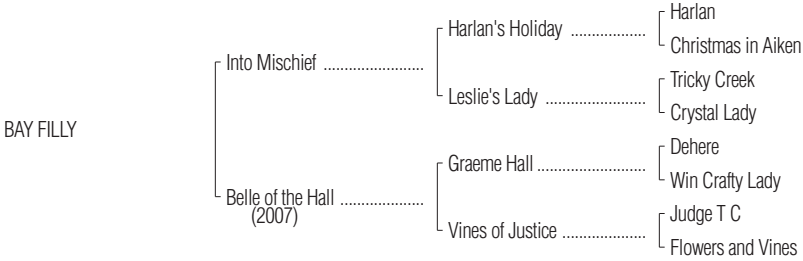 Harlan
Harlan's Holiday ...................
Christmas in Aiken
Into Mischief .........................
Tricky Creek
Leslie's Lady .........................
Crystal Lady
BAY FILLY
Dehere
Graeme Hall ...........................
Win Crafty Lady
Belle of the Hall .....................
(2007)
Judge T C
Vines of Justice .....................
Flowers and Vines